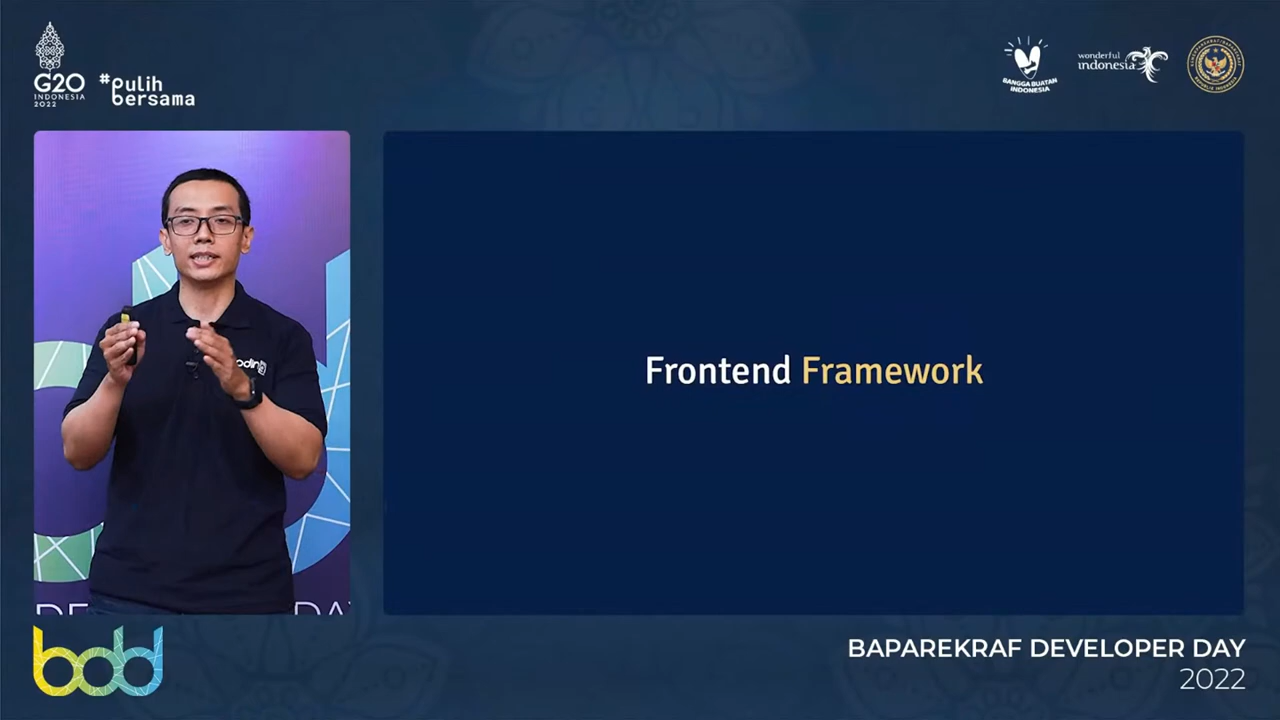 G20
INDONESIA
2022
#pulih
bersama
BANGGA BUATAN
INDONESIA
wonderful
indonesia
Frontend Framework
bdd
BAPAREKRAF DEVELOPER DAY
2022